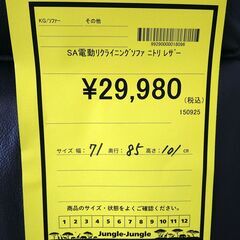 KG/ソファー その他
99290000018098
SA電動リクライニングソファ ニトリ レザー
¥29,980
(税込)
150925
サイズ 幅: 71 奥行: 85 高さ: 101 cm
商品のサイズ・状態をよくご確認ください。
1 2 3 4 5 6 7 8 9 10 11 12
Jungle-Jungle